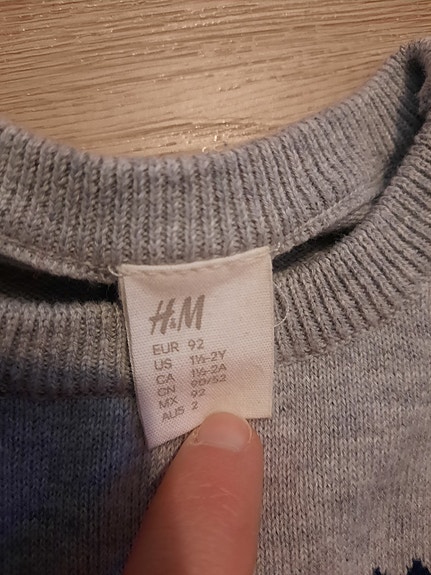 H&M
EUR 92
US 1½-2Y
CA 1½-2A
CN 90/52
MX 92
AUS 2